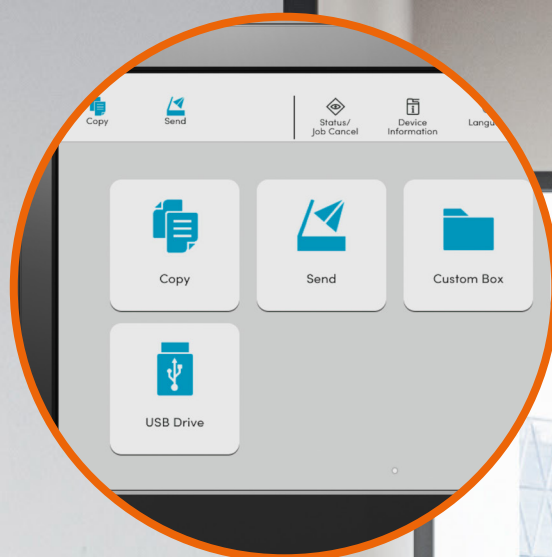 Copy
Send
Status/
Job Cancel
Device
Information
Copy
Send
Custom Box
USB Drive